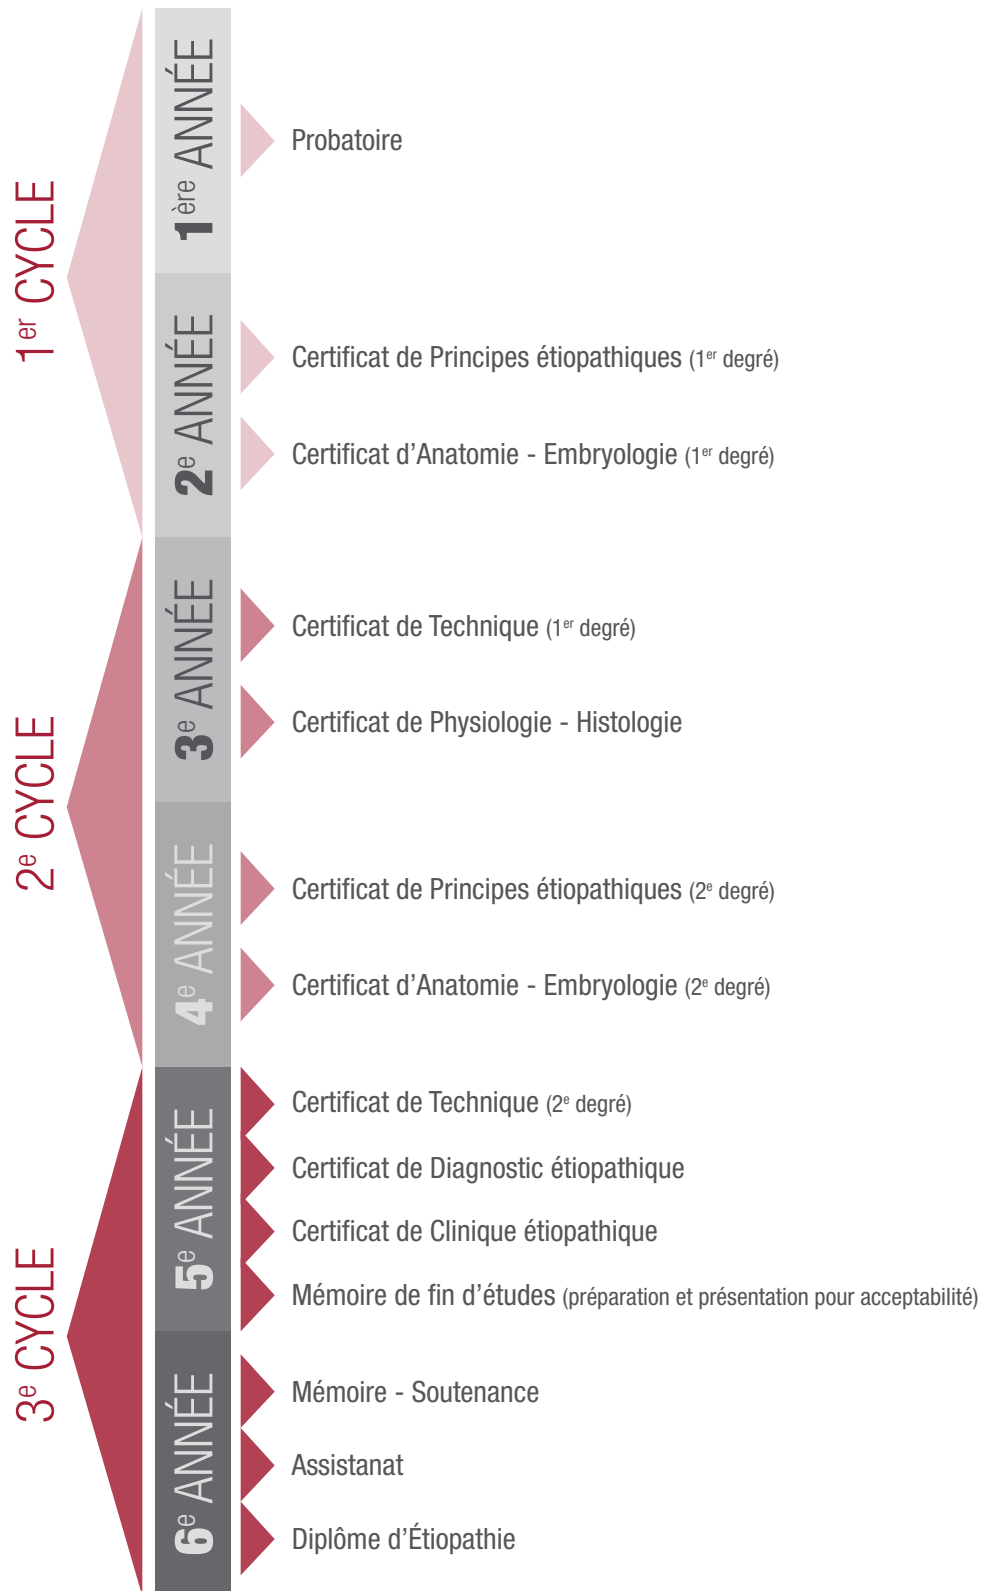 1er CYCLE
1ère ANNÉE
Probatoire
2e ANNÉE
Certificat de Principes étiopathiques (1er degré)
Certificat d’Anatomie - Embryologie (1er degré)
2e CYCLE
3e ANNÉE
Certificat de Technique (1er degré)
Certificat de Physiologie - Histologie
4e ANNÉE
Certificat de Principes étiopathiques (2e degré)
Certificat d’Anatomie - Embryologie (2e degré)
3e CYCLE
5e ANNÉE
Certificat de Technique (2e degré)
Certificat de Diagnostic étiopathique
Certificat de Clinique étiopathique
Mémoire de fin d’études (préparation et présentation pour acceptabilité)
6e ANNÉE
Mémoire - Soutenance
Assistanat
Diplôme d’Étiopathie